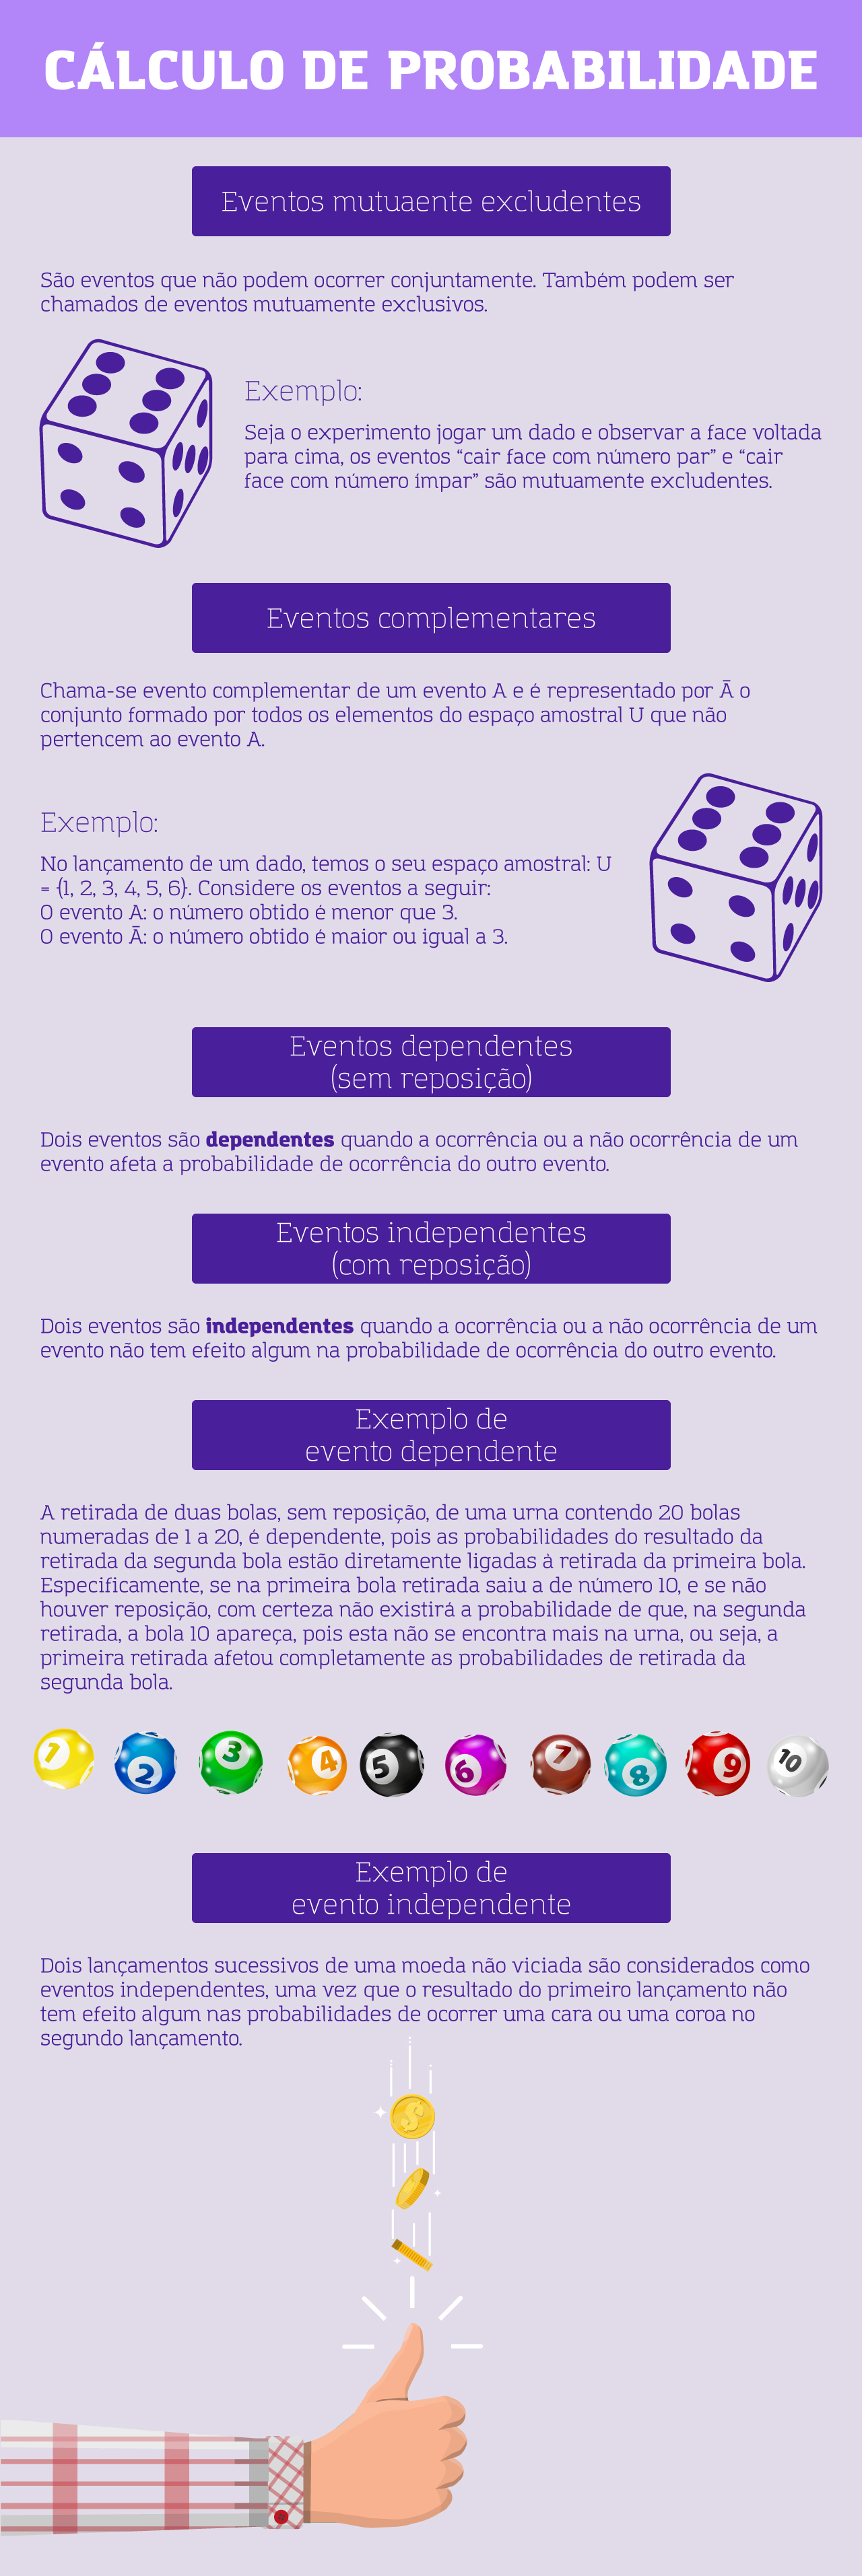 CÁLCULO DE PROBABILIDADE
Eventos mutuaente excludentes
São eventos que não podem ocorrer conjuntamente. Também podem ser
chamados de eventos mutuamente exclusivos.
Exemplo:
Seja o experimento jogar um dado e observar a face voltada
para cima, os eventos “cair face com número par” e “cair
face com número ímpar” são mutuamente excludentes.
Eventos complementares
Chama-se evento complementar de um evento A e é representado por Ā o
conjunto formado por todos os elementos do espaço amostral U que não
pertencem ao evento A.
Exemplo:
No lançamento de um dado, temos o seu espaço amostral: U
= {1, 2, 3, 4, 5, 6}. Considere os eventos a seguir:
O evento A: o número obtido é menor que 3.
O evento Ā: o número obtido é maior ou igual a 3.
Eventos dependentes
(sem reposição)
Dois eventos são dependentes quando a ocorrência ou a não ocorrência de um
evento afeta a probabilidade de ocorrência do outro evento.
Eventos independentes
(com reposição)
Dois eventos são independentes quando a ocorrência ou a não ocorrência de um
evento não tem efeito algum na probabilidade de ocorrência do outro evento.
Exemplo de
evento dependente
A retirada de duas bolas, sem reposição, de uma urna contendo 20 bolas
numeradas de 1 a 20, é dependente, pois as probabilidades do resultado da
retirada da segunda bola estão diretamente ligadas à retirada da primeira bola.
Especificamente, se na primeira bola retirada saiu a de número 10, e se não
houver reposição, com certeza não existirá a probabilidade de que, na segunda
retirada, a bola 10 apareça, pois esta não se encontra mais na urna, ou seja, a
primeira retirada afetou completamente as probabilidades de retirada da
segunda bola.
1 2 3 4 5 6 7 8 9 10
Exemplo de
evento independente
Dois lançamentos sucessivos de uma moeda não viciada são considerados como
eventos independentes, uma vez que o resultado do primeiro lançamento não
tem efeito algum nas probabilidades de ocorrer uma cara ou uma coroa no
segundo lançamento.
$